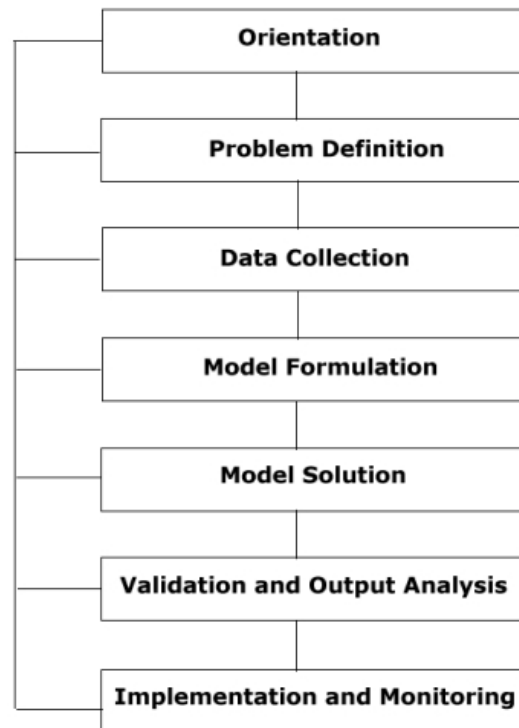 Orientation
Problem Definition
Data Collection
Model Formulation
Model Solution
Validation and Output Analysis
Implementation and Monitoring